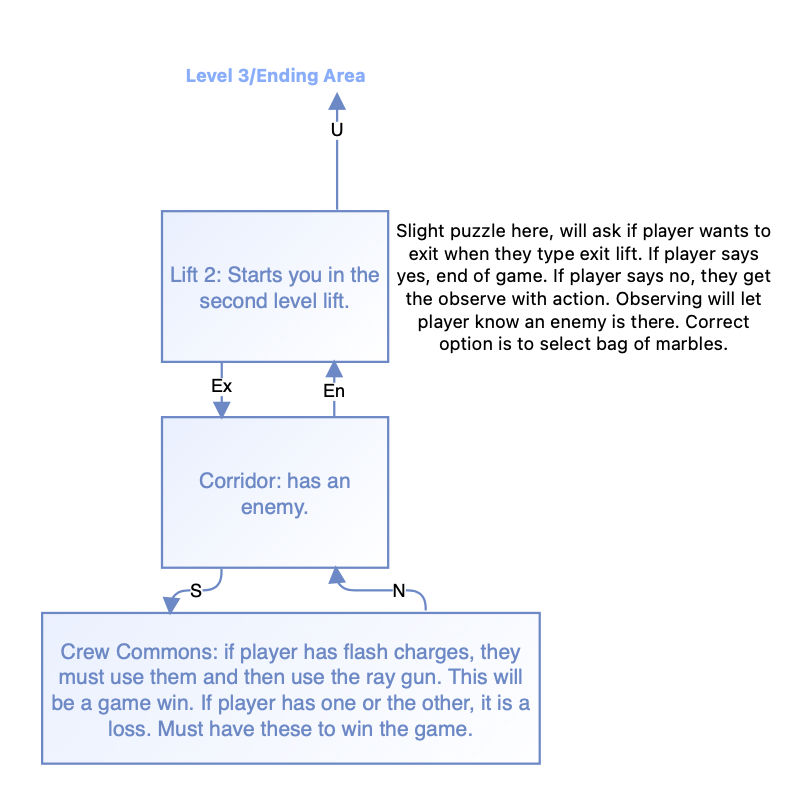 Level 3/Ending Area
U
Slight puzzle here, will ask if player wants to
exit when they type exit lift. If player says
yes, end of game. If player says no, they get
the observe with action. Observing will let
player know an enemy is there. Correct
option is to select bag of marbles.
Lift 2: Starts you in the
second level lift.
Ex
En
Corridor: has an
enemy.
S
N
Crew Commons: if player has flash charges, they
must use them and then use the ray gun. This will
be a game win. If player has one or the other, it is a
loss. Must have these to win the game.